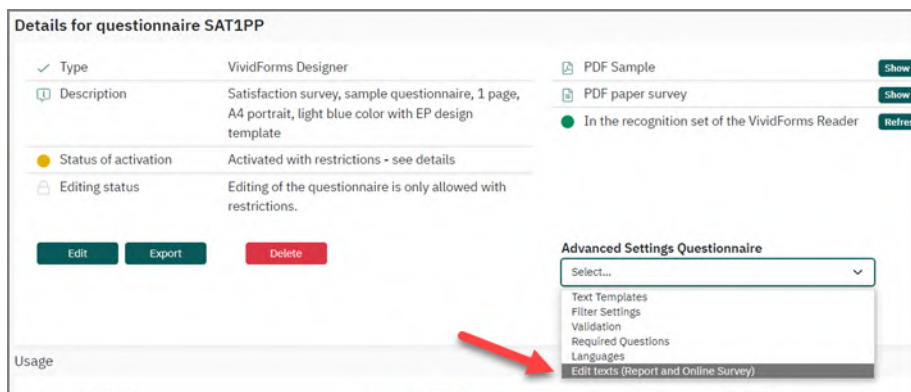 Details for questionnaire SAT1PP
Type VividForms Designer
Description Satisfaction survey, sample questionnaire, 1 page,
A4 portrait, light blue color with EP design
template
Status of activation Activated with restrictions - see details
Editing status Editing of the questionnaire is only allowed with
restrictions.
PDF Sample Show
PDF paper survey Show
In the recognition set of the VividForms Reader Refres
Edit Export Delete
Advanced Settings Questionnaire
Select...
Text Templates
Filter Settings
Validation
Required Questions
Languages
Edit texts (Report and Online Survey)
Usage